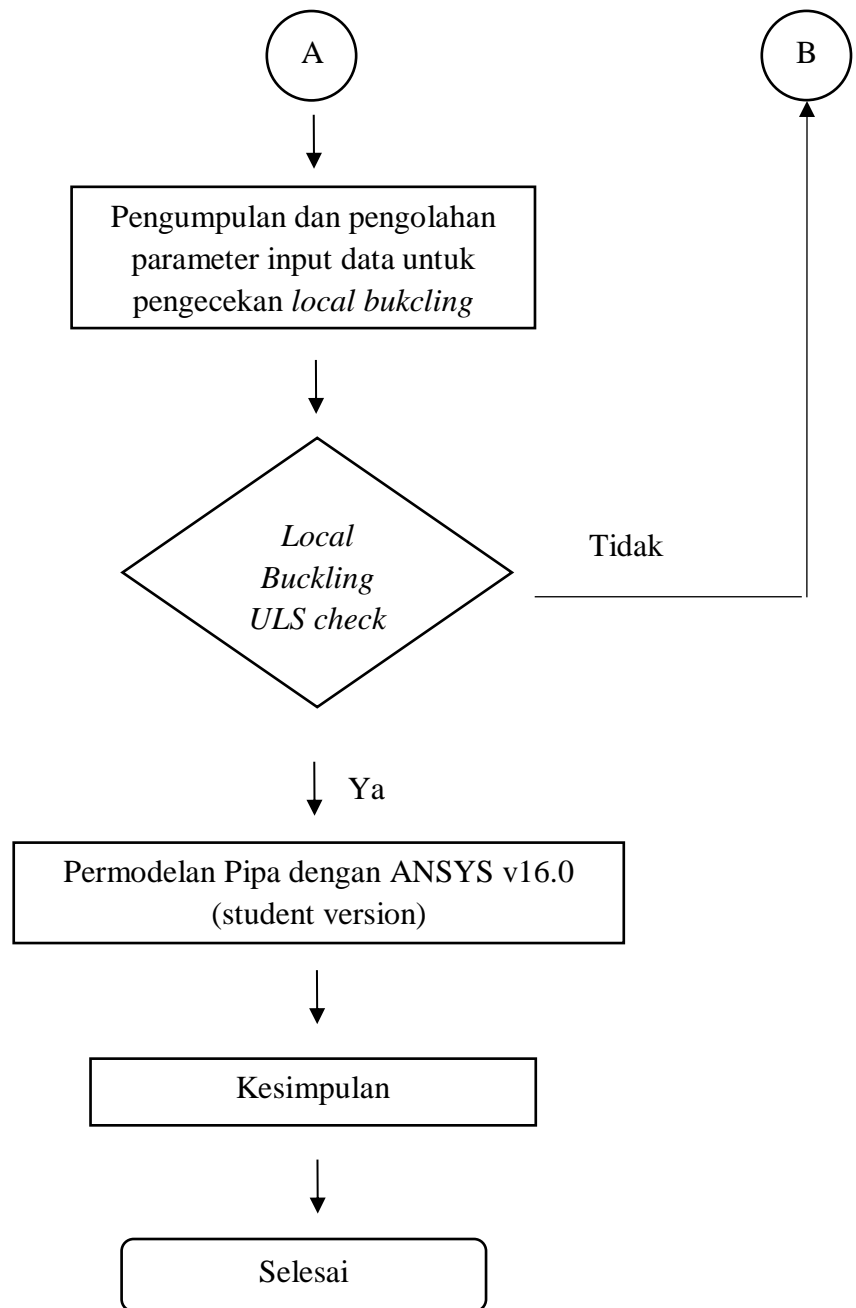 A
B
Pengumpulan dan pengolahan
parameter input data untuk
pengecekan local bukcling
Local
Buckling
ULS check
Tidak
Ya
Permodelan Pipa dengan ANSYS v16.0
(student version)
Kesimpulan
Selesai